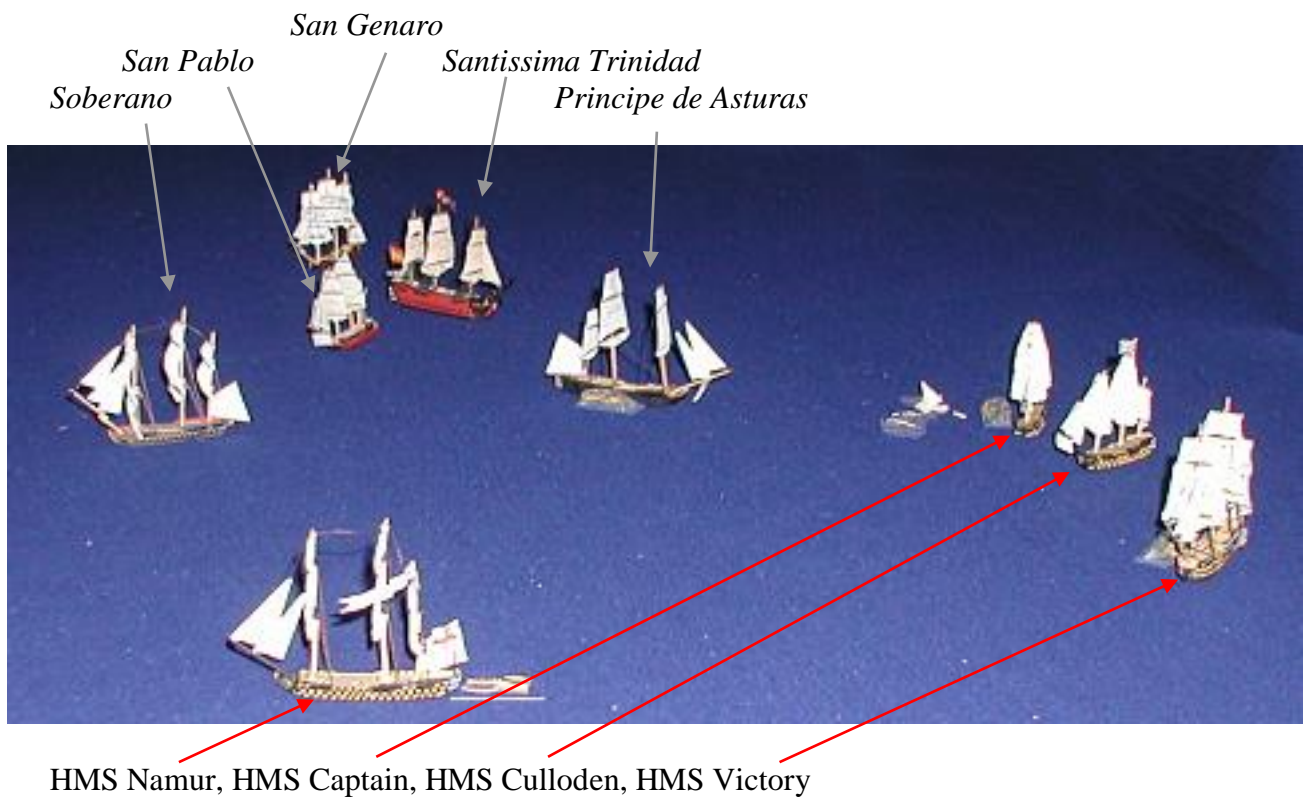 San Genaro
San Pablo
Santissima Trinidad
Soberano
Principe de Asturas
HMS Namur, HMS Captain, HMS Culloden, HMS Victory